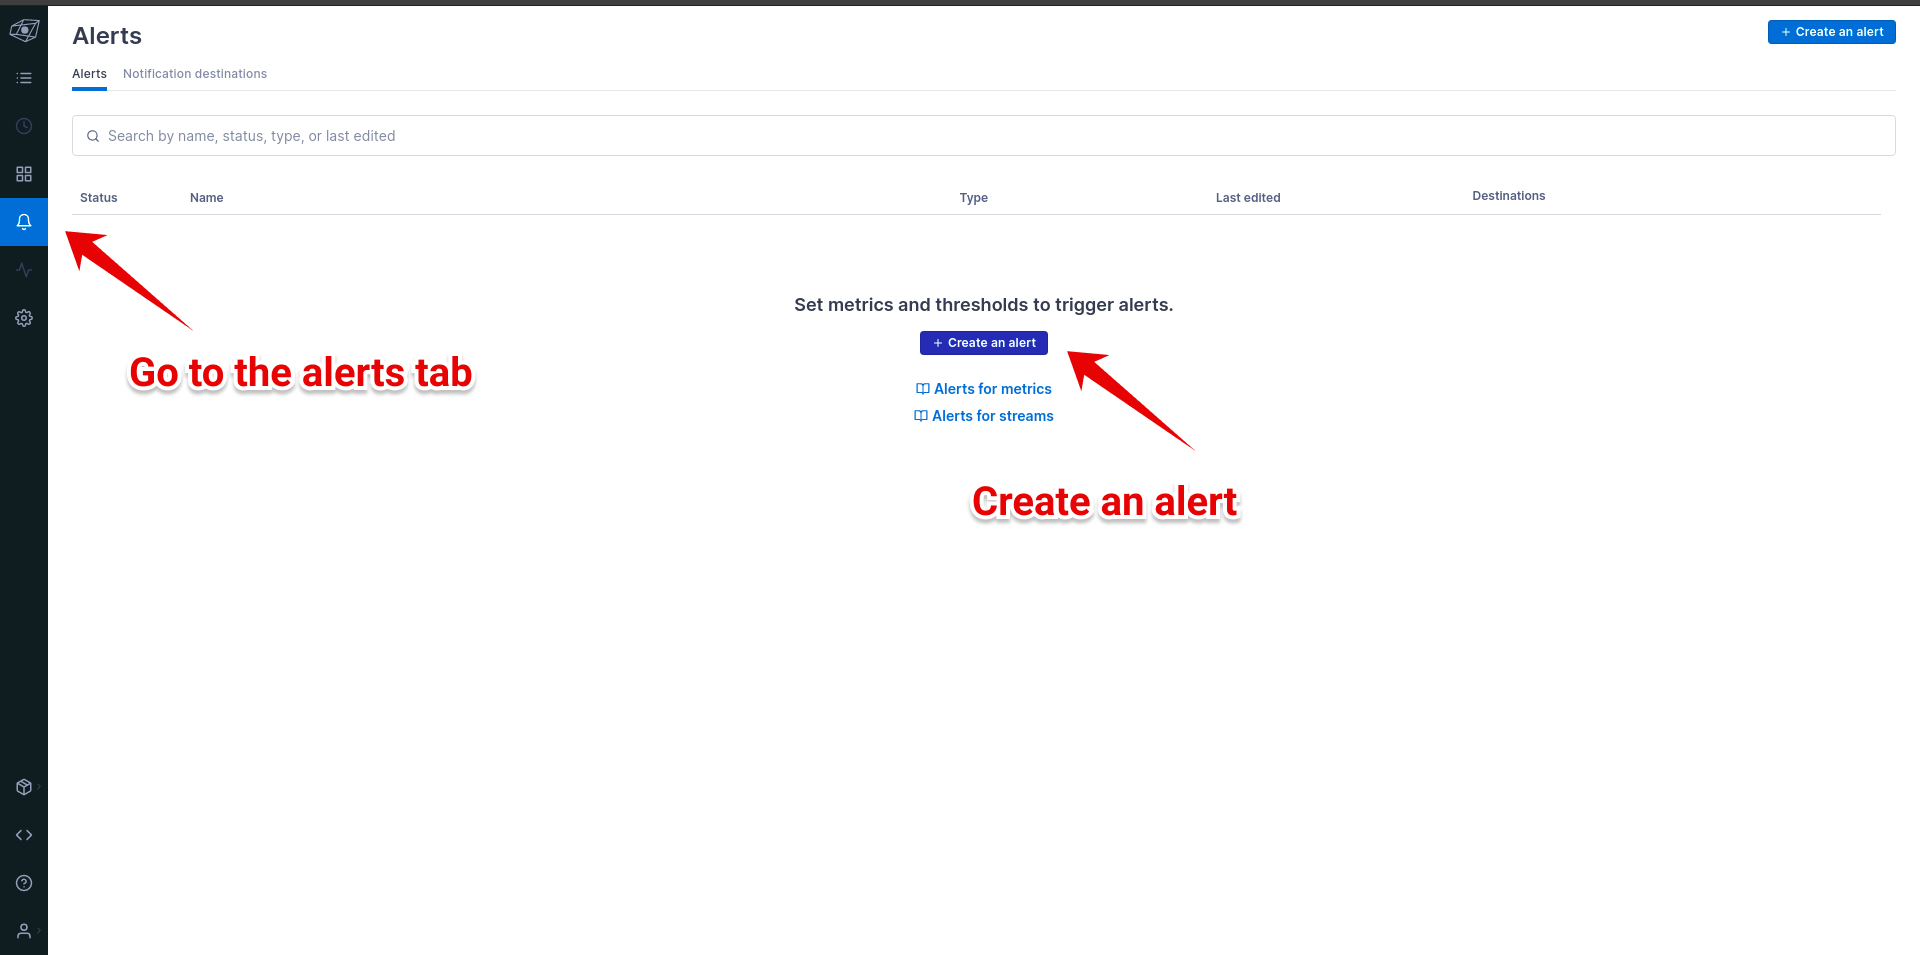 Alerts
+ Create an alert
Alerts Notification destinations
Search by name, status, type, or last edited
Status Name Type Last edited Destinations
Set metrics and thresholds to trigger alerts.
+ Create an alert
Alerts for metrics
Alerts for streams
Go to the alerts tab
Create an alert